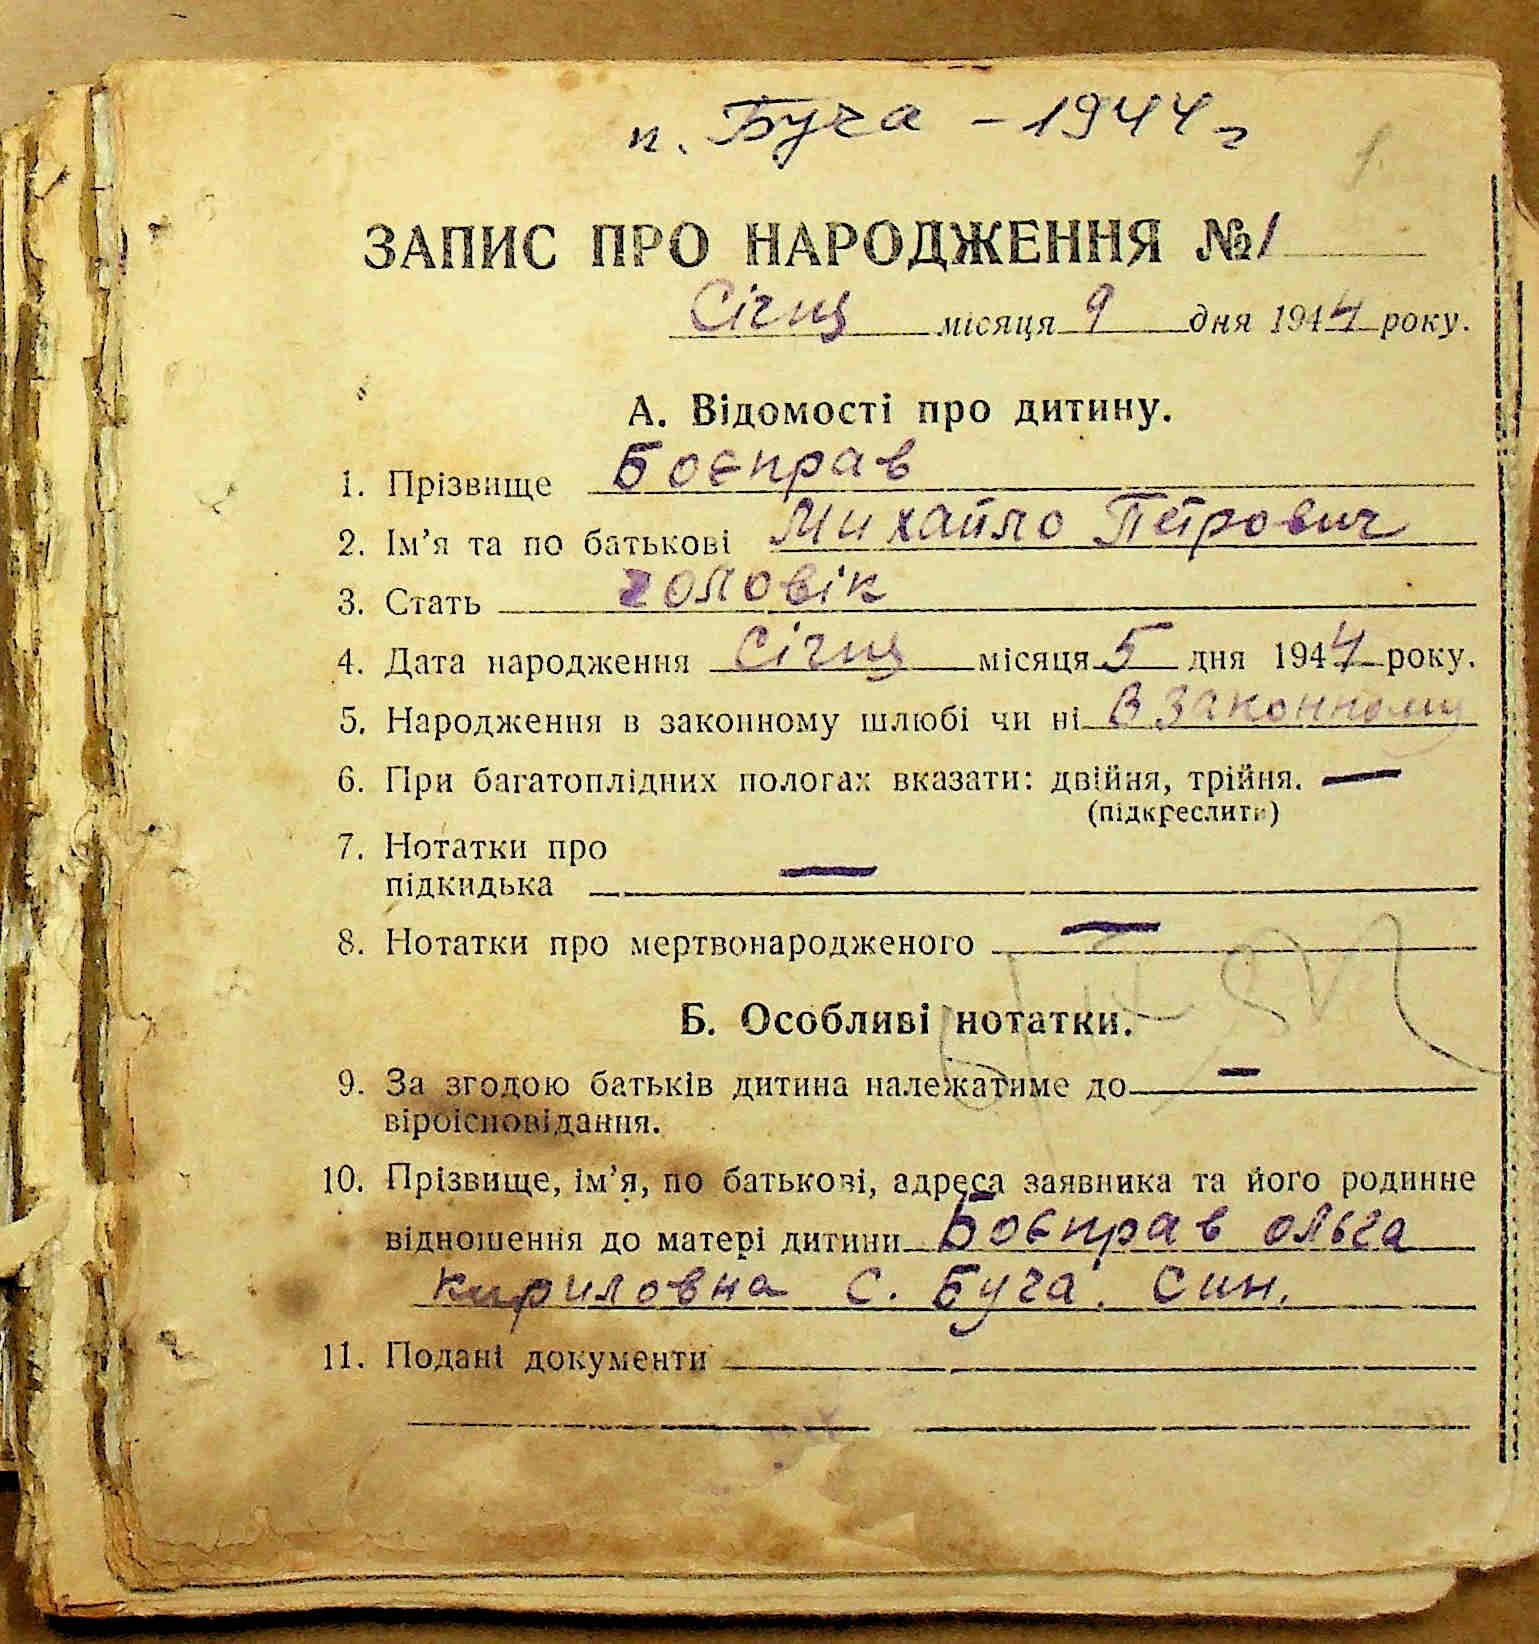 п. Буча - 1944 г
1.
ЗАПИС ПРО НАРОДЖЕННЯ №1
Січня місяця 9 дня 1944 року.
А. Відомості про дитину.
1. Прізвище Боєправ
2. Ім'я та по батькові Михайло Петрович
3. Стать чоловік
4. Дата народження Січня місяця 5 дня 1944 року.
5. Народження в законному шлюбі чи ні В законному
6. При багатоплідних пологах вказати: двійня, трійня. —
(підкреслити)
7. Нотатки про
підкидька —
8. Нотатки про мертвонародженого —
Б. Особливі нотатки.
9. За згодою батьків дитина належатиме до —
віроісповідання.
10. Прізвище, ім'я, по батькові, адреса заявника та його родинне
відношення до матері дитини Боєправ Ольга
Кириловна С. Буча. Син.
11. Подані документи